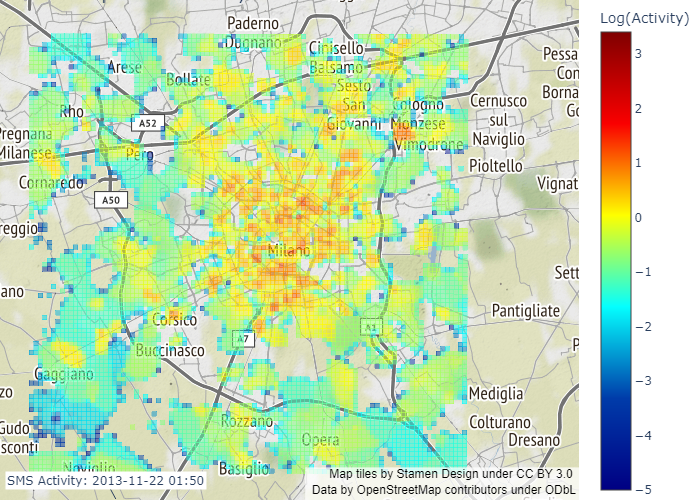 Log(Activity)
Paderno
Dugnano
Cinisello
Balsamo
Arese
Bollate
Sesto
San
Giovanni
Pessa
Con
Borna
Go
Rho
A52
Cologno
Monzese
Cernusco
sul
Naviglio
Pregnana
Milanese
Pero
Vimodrone
Pioltello
Cornaredo
Vignat
A50
reggio
Milano
Sett
ano
Pantigliate
Corsico
A7
A1
Buccinasco
P
Gaggiano
zo
Mediglia
Rozzano
Colturano
Gudo
sconti
Opera
Dresano
Noviglio
Basiglio
SMS Activity: 2013-11-22 01:50
Map tiles by Stamen Design under CC BY 3.0
Data by OpenStreetMap contributors under ODbL
3
2
1
0
−1
−2
−3
−4
−5